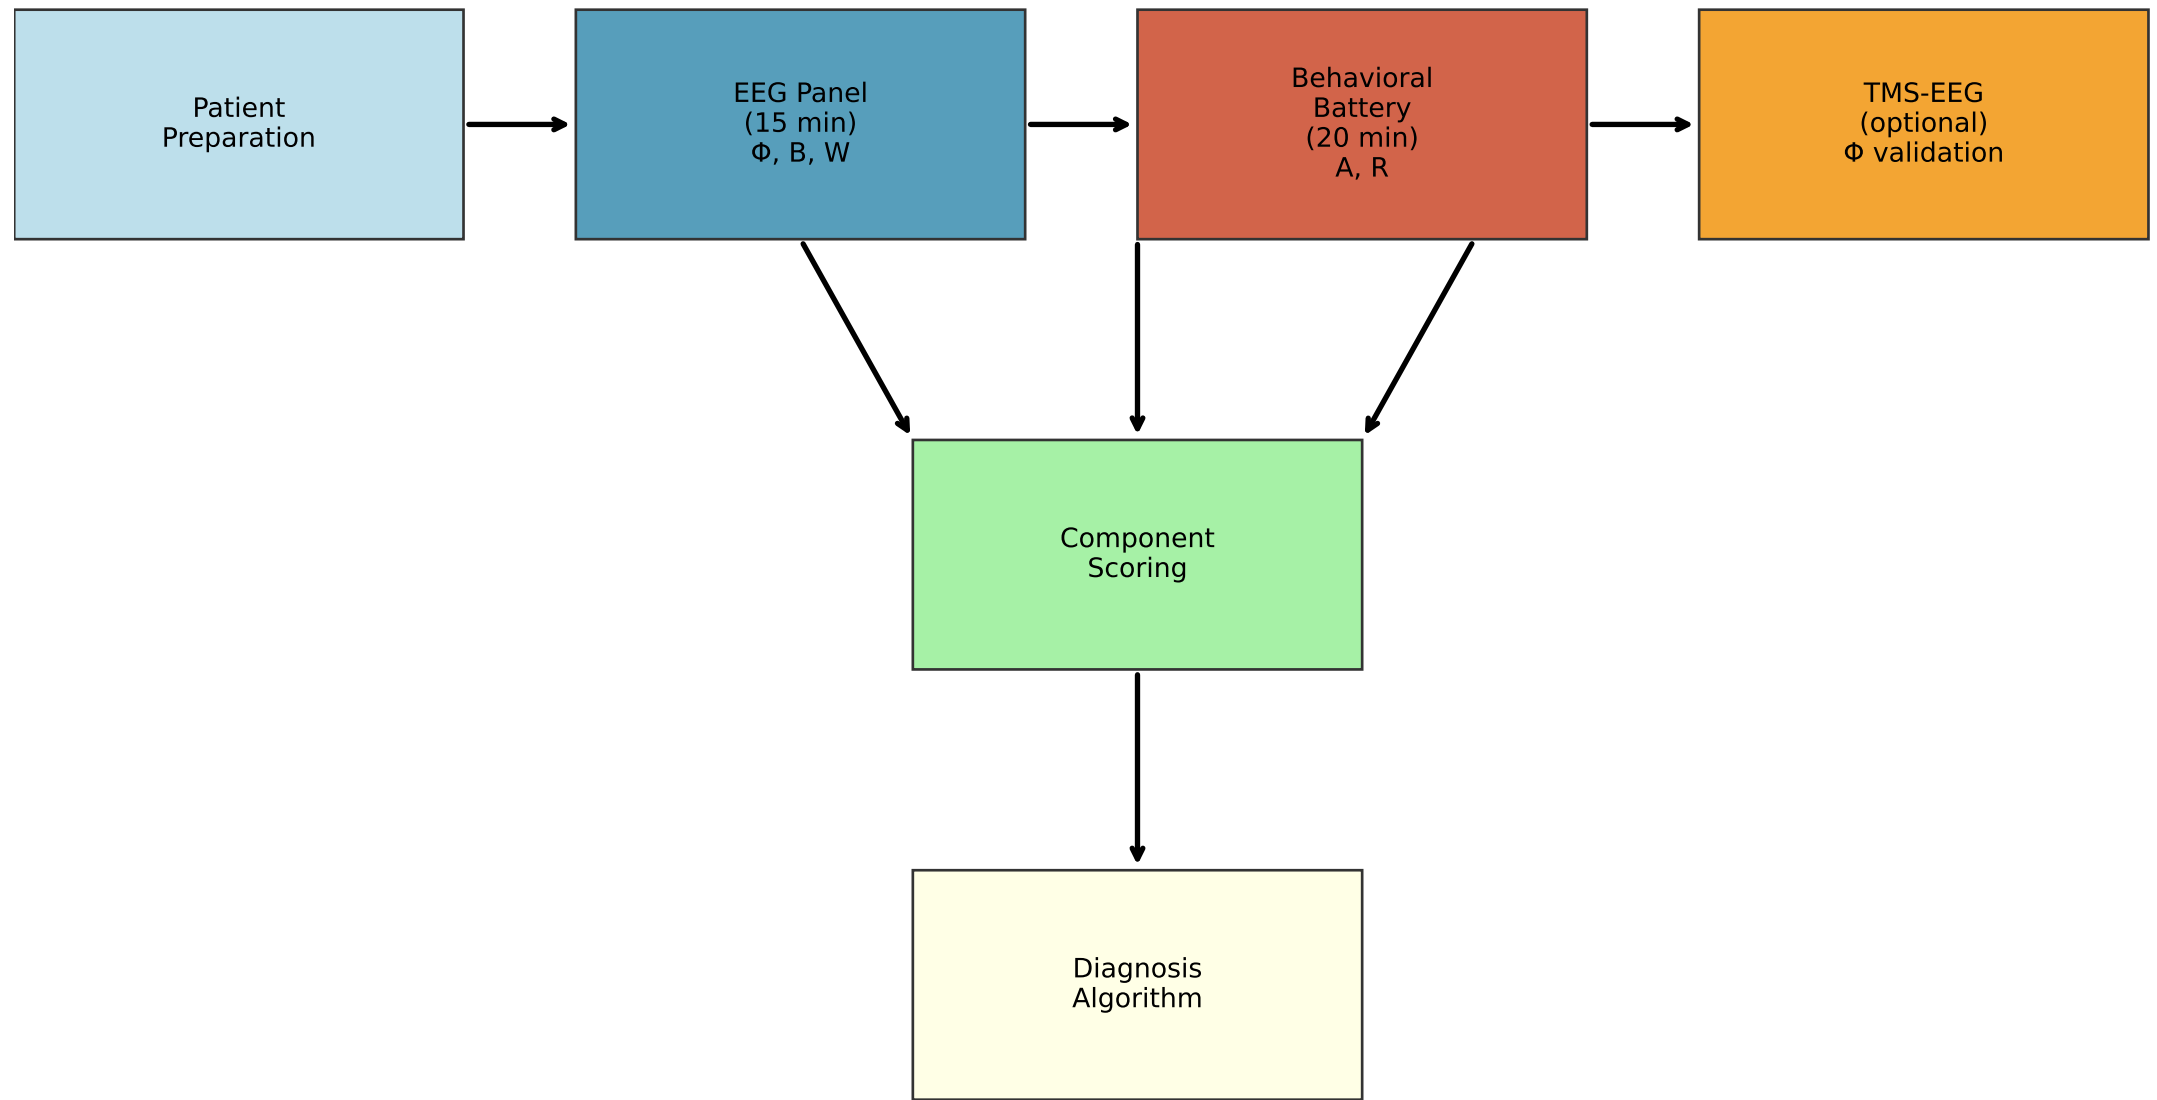 Patient
Preparation
EEG Panel
(15 min)
Φ, B, W
Behavioral
Battery
(20 min)
A, R
TMS-EEG
(optional)
Φ validation
Component
Scoring
Diagnosis
Algorithm